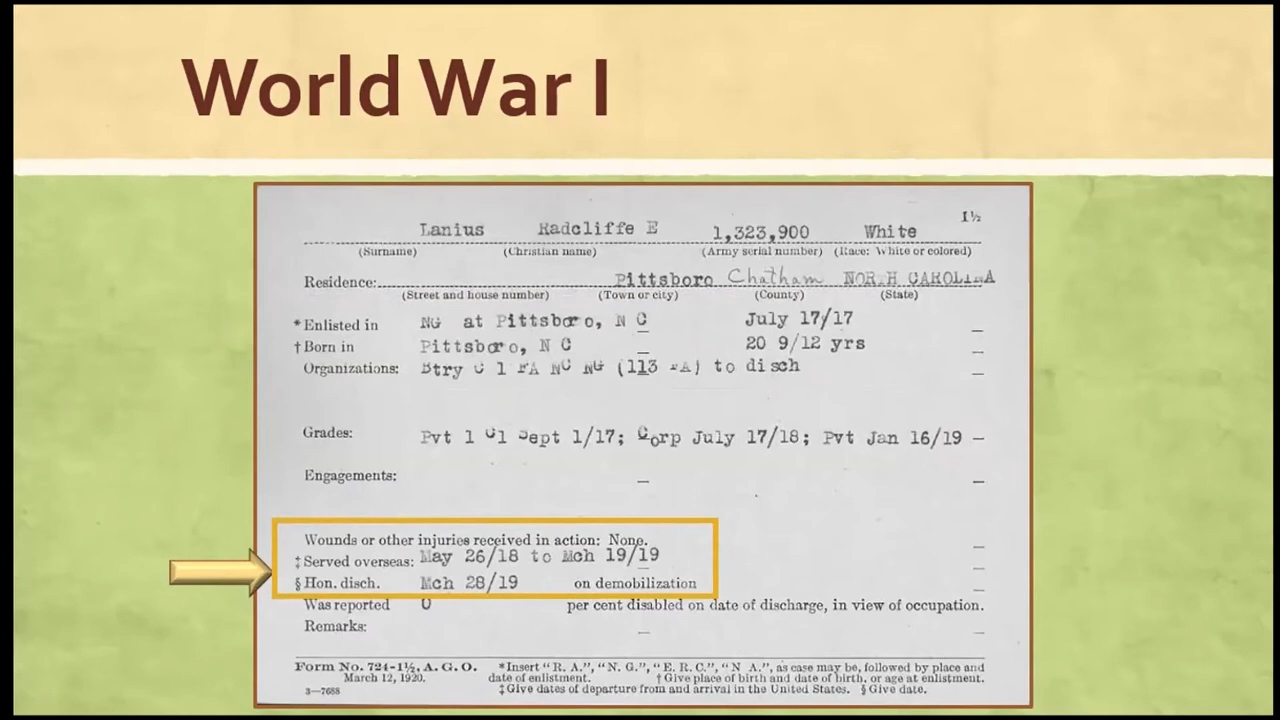 World War I
1½
Lanius Radcliffe E 1,323,900 White
(Surname) (Christian name) (Army serial number) (Race: White or colored)
Residence: Pittsboro Chatham NORTH CAROLINA
(Street and house number) (Town or city) (County) (State)
*Enlisted in NG at Pittsboro, N C July 17/17
†Born in Pittsboro, N C 20 9/12 yrs
Organizations: Btry C 1 FA NC NG (113 FA) to disch
Grades: Pvt 1 Cl Sept 1/17; Corp July 17/18; Pvt Jan 16/19 —
Engagements: —
Wounds or other injuries received in action: None.
‡Served overseas: May 26/18 to Mch 19/19
§Hon. disch. Mch 28/19 on demobilization
Was reported 0 per cent disabled on date of discharge, in view of occupation.
Remarks: —
Form No. 724-1½, A. G. O. *Insert "R. A.", "N. G.", "E. R. C.", "N A.", as case may be, followed by place and
March 12, 1920. date of enlistment. †Give place of birth and date of birth, or age at enlistment.
3—7688 ‡Give dates of departure from and arrival in the United States. §Give date.